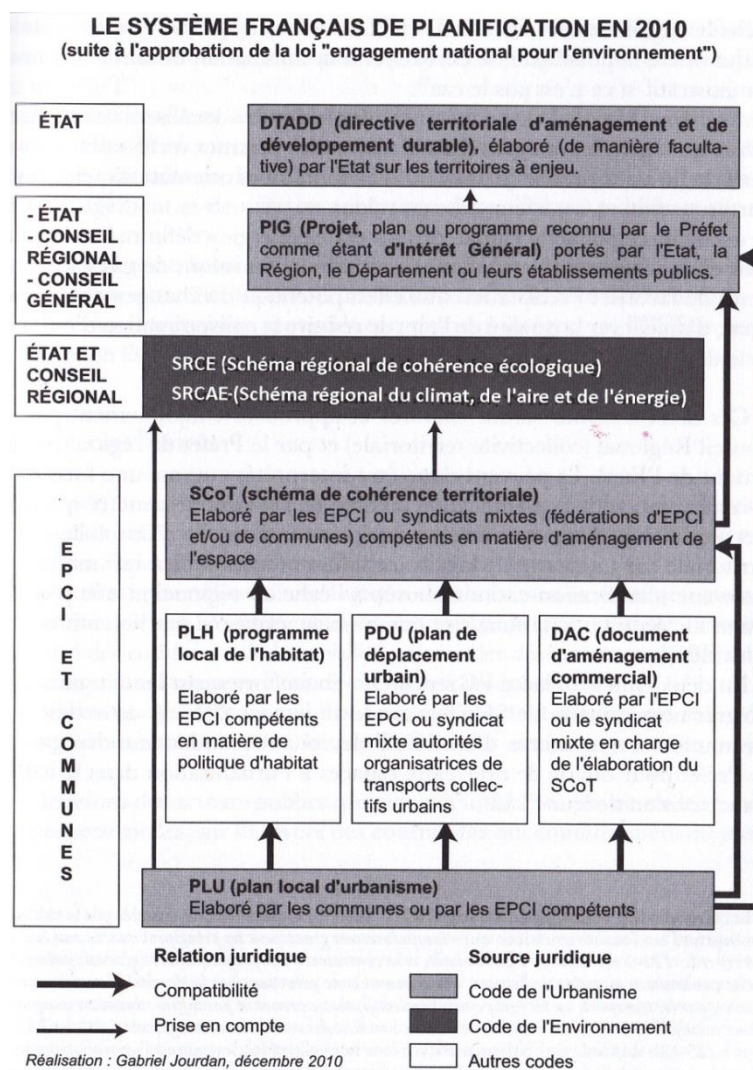 LE SYSTÈME FRANÇAIS DE PLANIFICATION EN 2010
(suite à l'approbation de la loi "engagement national pour l'environnement")
ÉTAT
DTADD (directive territoriale d'aménagement et de
développement durable), élaboré (de manière faculta-
tive) par l'Etat sur les territoires à enjeu.
- ÉTAT
- CONSEIL
RÉGIONAL
- CONSEIL
GÉNÉRAL
PIG (Projet, plan ou programme reconnu par le Préfet
comme étant d'Intérêt Général) portés par l'Etat, la
Région, le Département ou leurs établissements publics.
ÉTAT ET
CONSEIL
RÉGIONAL
SRCE (Schéma régional de cohérence écologique)
SRCAE-(Schéma régional du climat, de l'aire et de l'énergie)
EPCI ET COMMUNES
SCoT (schéma de cohérence territoriale)
Elaboré par les EPCI ou syndicats mixtes (fédérations d'EPCI
et/ou de communes) compétents en matière d'aménagement de
l'espace
PLH (programme
local de l'habitat)
Elaboré par les
EPCI compétents
en matière de
politique d'habitat
PDU (plan de
déplacement
urbain)
Elaboré par les
EPCI ou syndicat
mixte autorités
organisatrices de
transports collec-
tifs urbains
DAC (document
d'aménagement
commercial)
élaborés par l'EPCI
ou le syndicat
mixte en charge
de l'élaboration du
SCoT
PLU (plan local d'urbanisme)
Elaboré par les communes ou par les EPCI compétents
Relation juridique
Compatibilité
Prise en compte
Source juridique
Code de l'Urbanisme
Code de l'Environnement
Autres codes
Réalisation : Gabriel Jourdan, décembre 2010